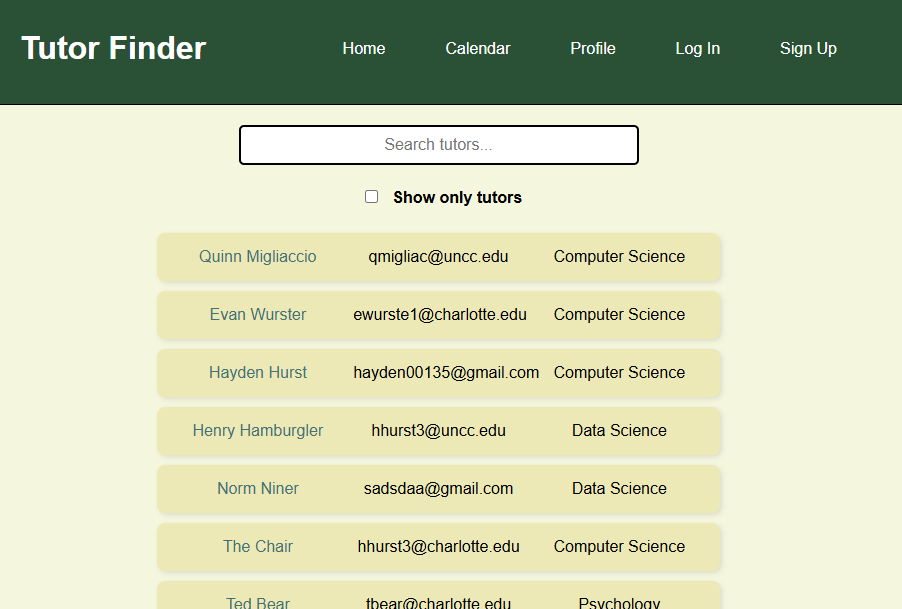 Tutor Finder Home Calendar Profile Log In Sign Up
Search tutors...
Show only tutors
Quinn Migliaccio qmigliac@uncc.edu Computer Science
Evan Wurster ewurste1@charlotte.edu Computer Science
Hayden Hurst hayden00135@gmail.com Computer Science
Henry Hamburgler hhurst3@uncc.edu Data Science
Norm Niner sadsdaa@gmail.com Data Science
The Chair hhurst3@charlotte.edu Computer Science
Ted Bear tbear@charlotte.edu Psychology